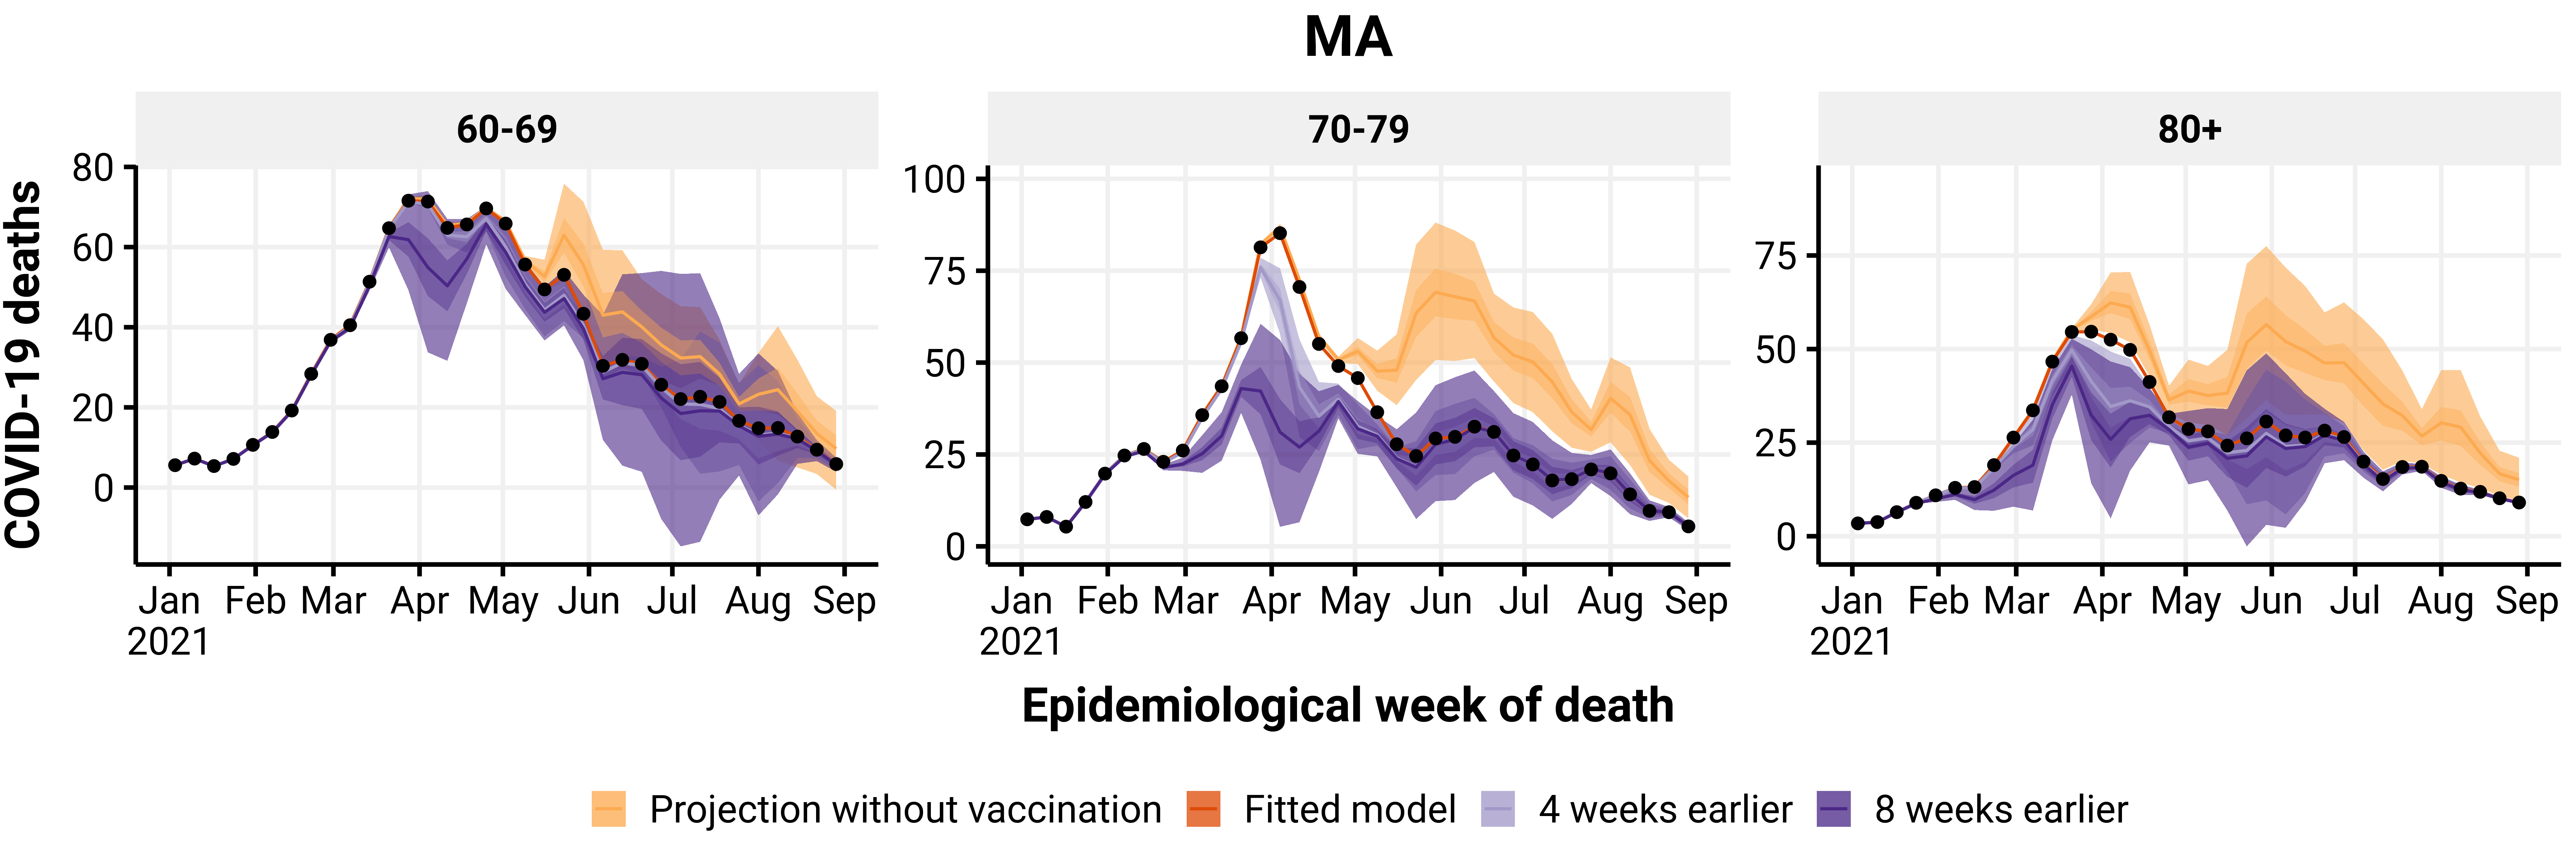 MA
60-69
70-79
80+
COVID-19 deaths
80
60
40
20
0
100
75
50
25
0
75
50
25
0
Jan Feb Mar Apr May Jun Jul Aug Sep
2021
Jan Feb Mar Apr May Jun Jul Aug Sep
2021
Jan Feb Mar Apr May Jun Jul Aug Sep
2021
Epidemiological week of death
Projection without vaccination Fitted model 4 weeks earlier 8 weeks earlier